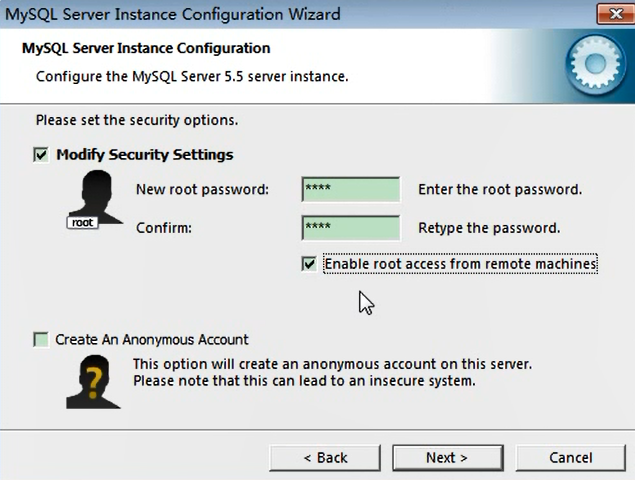 MySQL Server Instance Configuration Wizard
MySQL Server Instance Configuration
Configure the MySQL Server 5.5 server instance.
Please set the security options.
Modify Security Settings
root
New root password: **** Enter the root password.
Confirm: **** Retype the password.
Enable root access from remote machines
Create An Anonymous Account
This option will create an anonymous account on this server.
Please note that this can lead to an insecure system.
< Back Next > Cancel